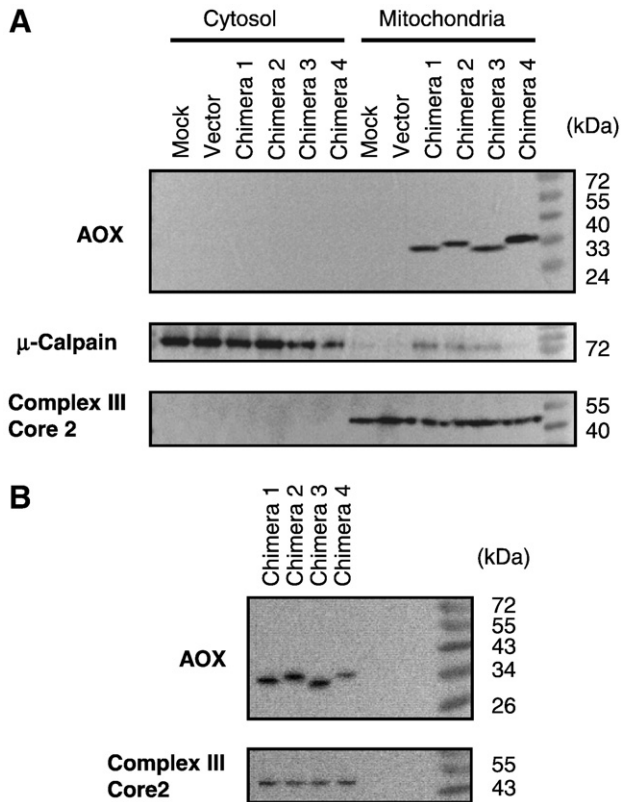 A
Cytosol Mitochondria
Mock Vector Chimera 1 Chimera 2 Chimera 3 Chimera 4 Mock Vector Chimera 1 Chimera 2 Chimera 3 Chimera 4
(kDa)
AOX
72
55
40
33
24
μ-Calpain
72
Complex III
Core 2
55
40
B
Chimera 1 Chimera 2 Chimera 3 Chimera 4
(kDa)
AOX
72
55
43
34
26
Complex III
Core2
55
43